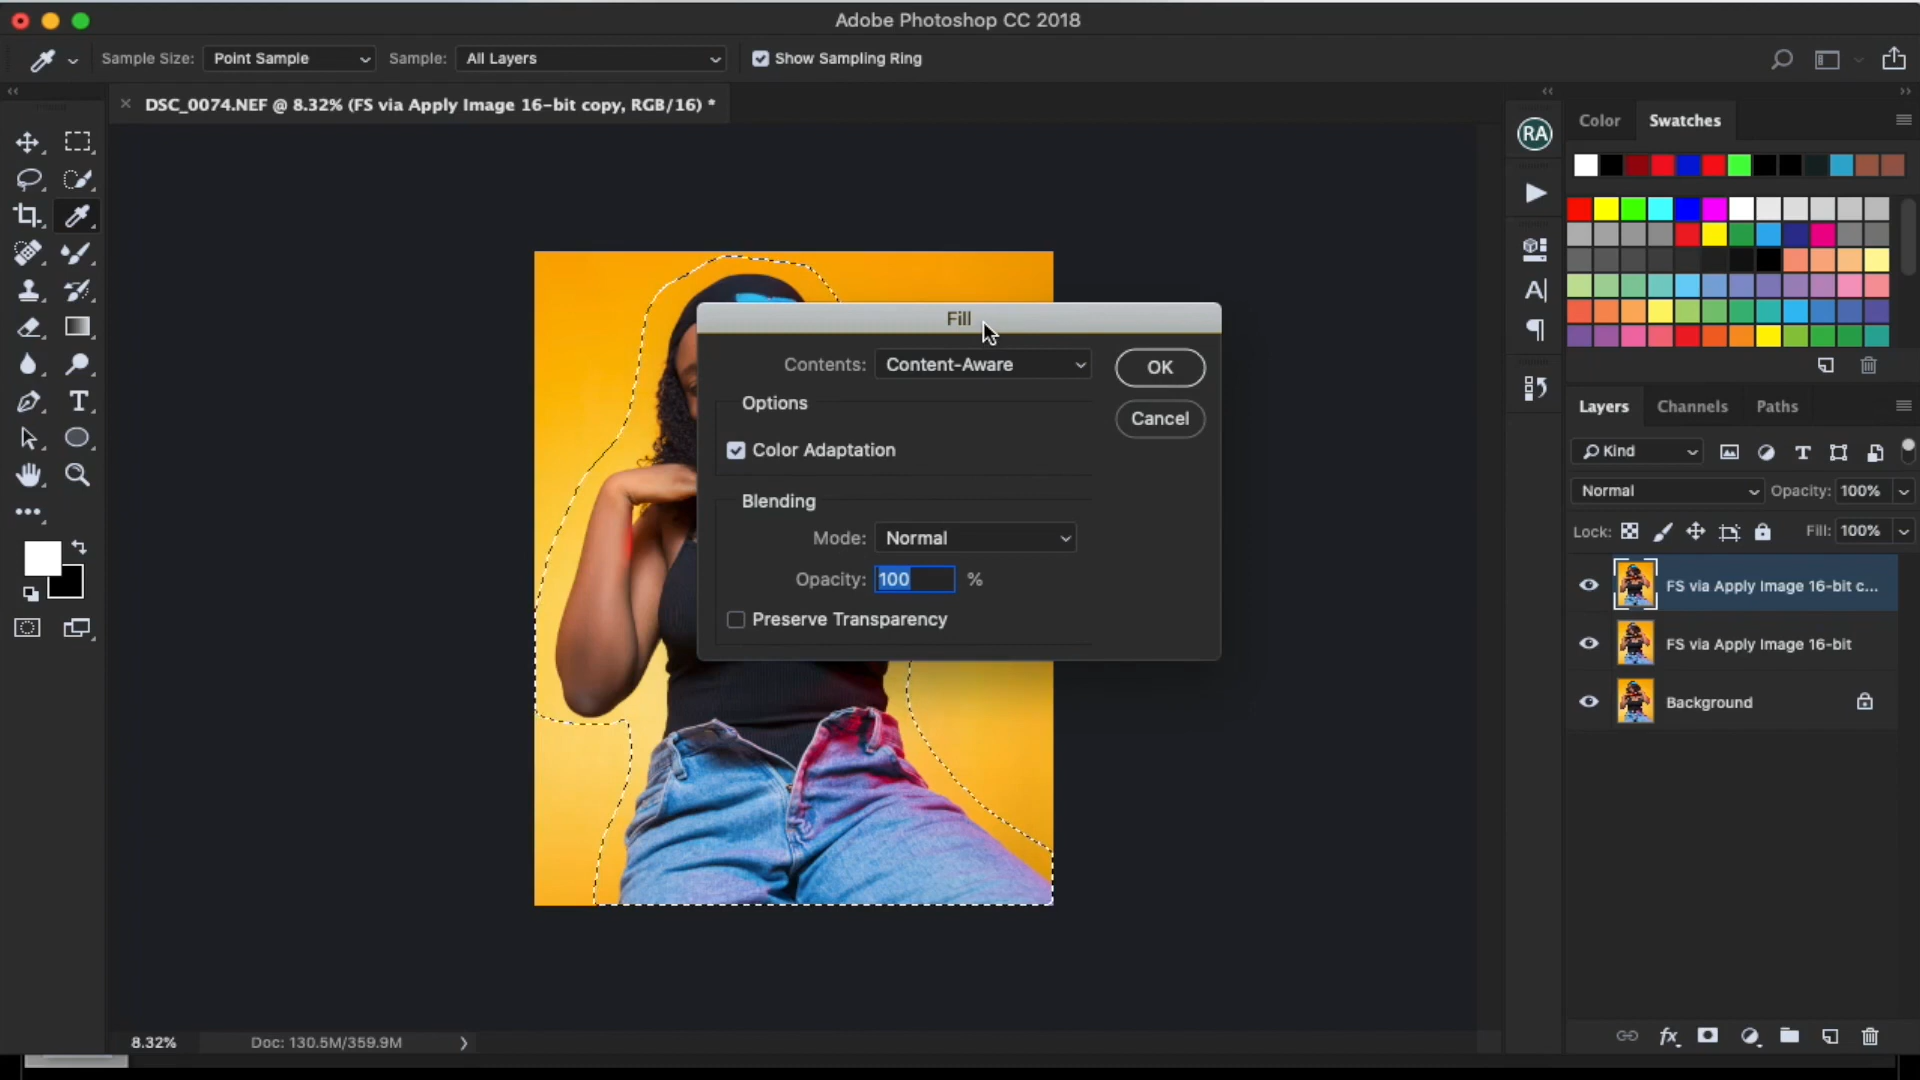 Adobe Photoshop CC 2018
Sample Size: Point Sample Sample: All Layers Show Sampling Ring
DSC_0074.NEF @ 8.32% (FS via Apply Image 16-bit copy, RGB/16) *
RA
Color Swatches
Fill
Contents: Content-Aware
OK
Options
Cancel
Color Adaptation
Blending
Mode: Normal
Opacity: 100 %
Preserve Transparency
Layers Channels Paths
Kind
Normal Opacity: 100%
Lock: Fill: 100%
FS via Apply Image 16-bit c...
FS via Apply Image 16-bit
Background
8.32% Doc: 130.5M/359.9M